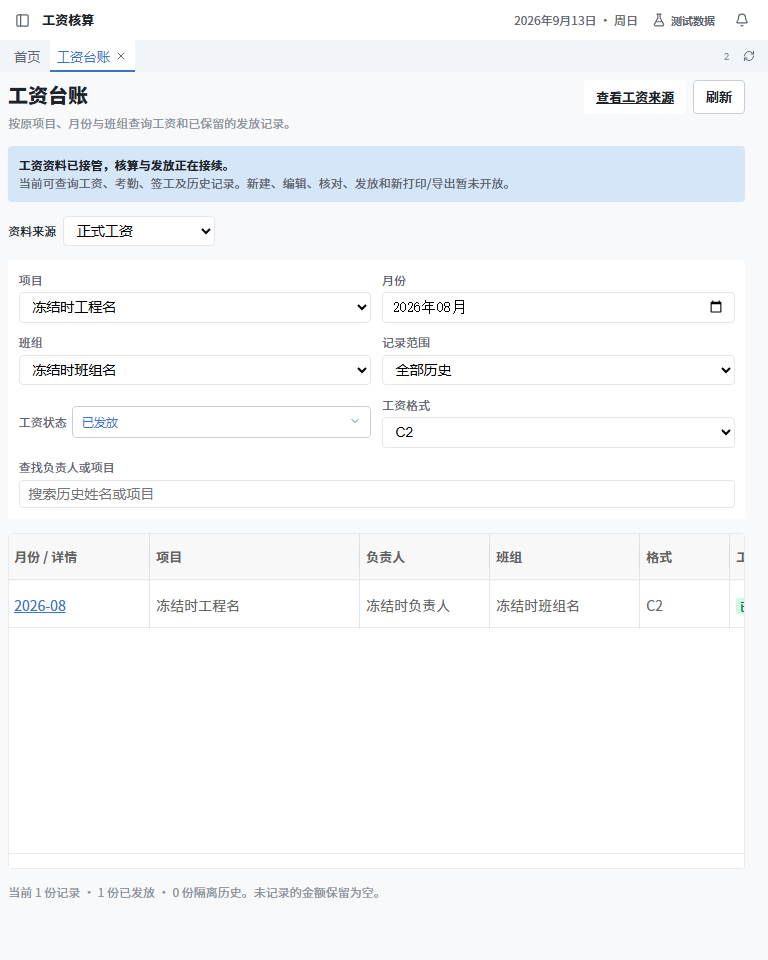 工资核算
2026年9月13日 · 周日 测试数据
首页 工资台账 × 2
工资台账
查看工资来源 刷新
按原项目、月份与班组查询工资和已保留的发放记录。
工资资料已接管，核算与发放正在接续。
当前可查询工资、考勤、签工及历史记录。新建、编辑、核对、发放和新打印/导出暂未开放。
资料来源 正式工资
项目 月份
冻结时工程名 2026年08月
班组 记录范围
冻结时班组名 全部历史
工资状态 已发放
工资格式
C2
查找负责人或项目
搜索历史姓名或项目
月份 / 详情 项目 负责人 班组 格式
2026-08 冻结时工程名 冻结时负责人 冻结时班组名 C2
当前 1 份记录 · 1 份已发放 · 0 份隔离历史。未记录的金额保留为空。